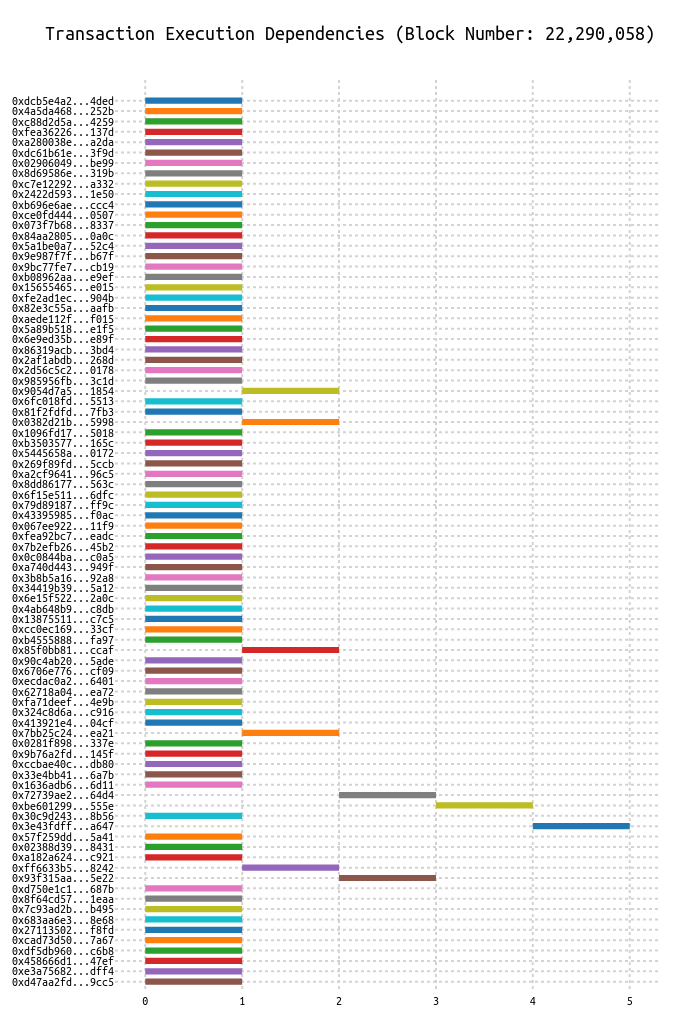 Transaction Execution Dependencies (Block Number: 22,290,058)
0xdcb5e4a2...4ded
0x4a5da468...252b
0xc88d2d5a...4259
0xfea36226...137d
0xa280038e...a2da
0xdc61b61e...3f9d
0x02906049...be99
0x8d69586e...319b
0xc7e12292...a332
0x2422d593...1e50
0xb696e6ae...ccc4
0xce0fd444...0507
0x073f7b68...8337
0x84aa2805...0a0c
0x5a1be0a7...52c4
0x9e987f7f...b67f
0x9bc77fe7...cb19
0xb08962aa...e9ef
0x15655465...e015
0xfe2ad1ec...904b
0x82e3c55a...aafb
0xaede112f...f015
0x5a89b518...e1f5
0x6e9ed35b...e89f
0x86319acb...3bd4
0x2af1abdb...268d
0x2d56c5c2...0178
0x985956fb...3c1d
0x9054d7a5...1854
0x6fc018fd...5513
0x81f2fdfd...7fb3
0x0382d21b...5998
0x1096fd17...5018
0xb3503577...165c
0x5445658a...0172
0x269f89fd...5ccb
0xa2cf9641...96c5
0x8dd86177...563c
0x6f15e511...6dfc
0x79d89187...ff9c
0x43395985...f0ac
0x067ee922...11f9
0xfea92bc7...eadc
0x7b2efb26...45b2
0x0c0844ba...c0a5
0xa740d443...949f
0x3b8b5a16...92a8
0x34419b39...5a12
0x6e15f522...2a0c
0x4ab648b9...c8db
0x13875511...c7c5
0xcc0ec169...33cf
0xb4555888...fa97
0x85f0bb81...ccaf
0x90c4ab20...5ade
0x6706e776...cf09
0xecdac0a2...6401
0x62718a04...ea72
0xfa71deef...4e9b
0x324c8d6a...c916
0x413921e4...04cf
0x7bb25c24...ea21
0x0281f898...337e
0x9b76a2fd...145f
0xccbae40c...db80
0x33e4bb41...6a7b
0x1636adb6...6d11
0x72739ae2...64d4
0xbe601299...555e
0x30c9d243...8b56
0x3e43fdff...a647
0x57f259dd...5a41
0x02388d39...8431
0xa182a624...c921
0xff6633b5...8242
0x93f315aa...5e22
0xd750e1c1...687b
0x8f64cd57...1eaa
0x7c93ad2b...b495
0x683aa6e3...8e68
0x27113502...f8fd
0xcad73d50...7a67
0xdf5db960...c6b8
0x458666d1...47ef
0xe3a75682...dff4
0xd47aa2fd...9cc5
0 1 2 3 4 5